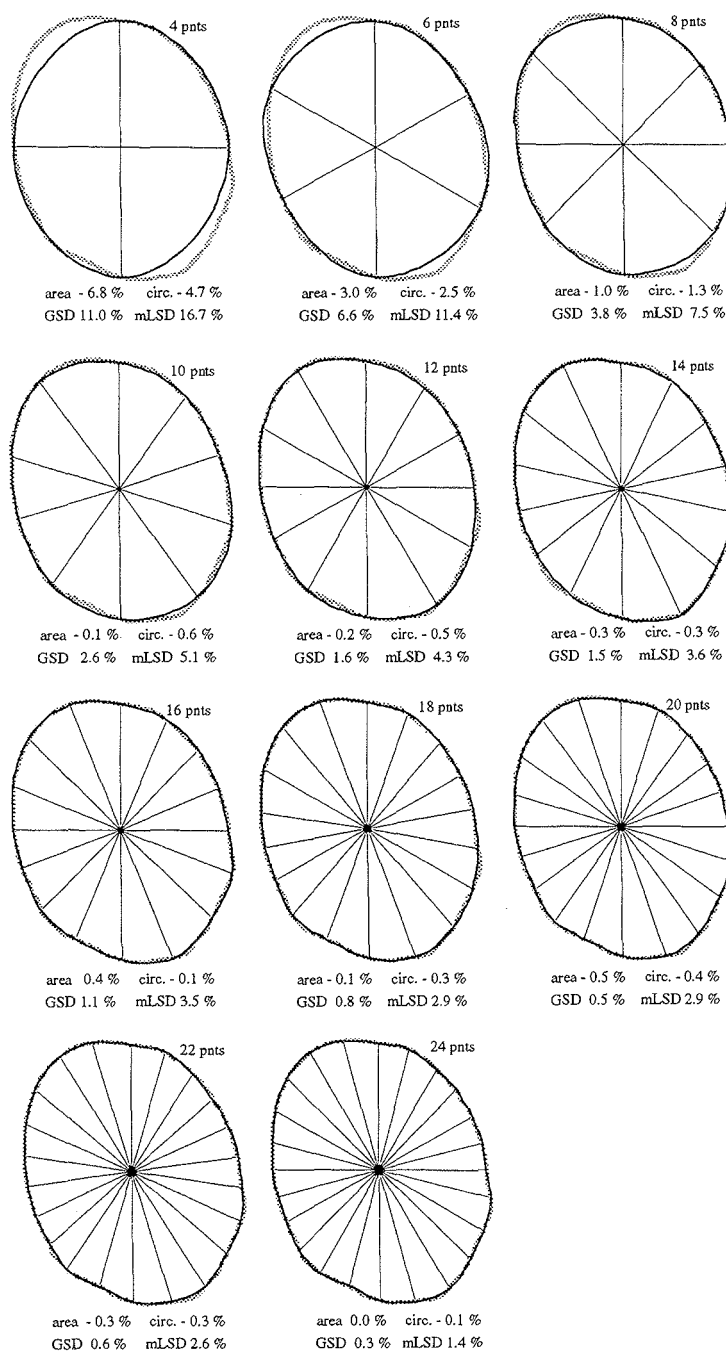 4 pnts
6 pnts
8 pnts
area - 6.8 % circ. - 4.7 %
GSD 11.0 % mLSD 16.7 %
area - 3.0 % circ. - 2.5 %
GSD 6.6 % mLSD 11.4 %
area - 1.0 % circ. - 1.3 %
GSD 3.8 % mLSD 7.5 %
10 pnts
12 pnts
14 pnts
area - 0.1 % circ. - 0.6 %
GSD 2.6 % mLSD 5.1 %
area - 0.2 % circ. - 0.5 %
GSD 1.6 % mLSD 4.3 %
area - 0.3 % circ. - 0.3 %
GSD 1.5 % mLSD 3.6 %
16 pnts
18 pnts
20 pnts
area 0.4 % circ. - 0.1 %
GSD 1.1 % mLSD 3.5 %
area - 0.1 % circ. - 0.3 %
GSD 0.8 % mLSD 2.9 %
area - 0.5 % circ. - 0.4 %
GSD 0.5 % mLSD 2.9 %
22 pnts
24 pnts
area - 0.3 % circ. - 0.3 %
GSD 0.6 % mLSD 2.6 %
area 0.0 % circ. - 0.1 %
GSD 0.3 % mLSD 1.4 %